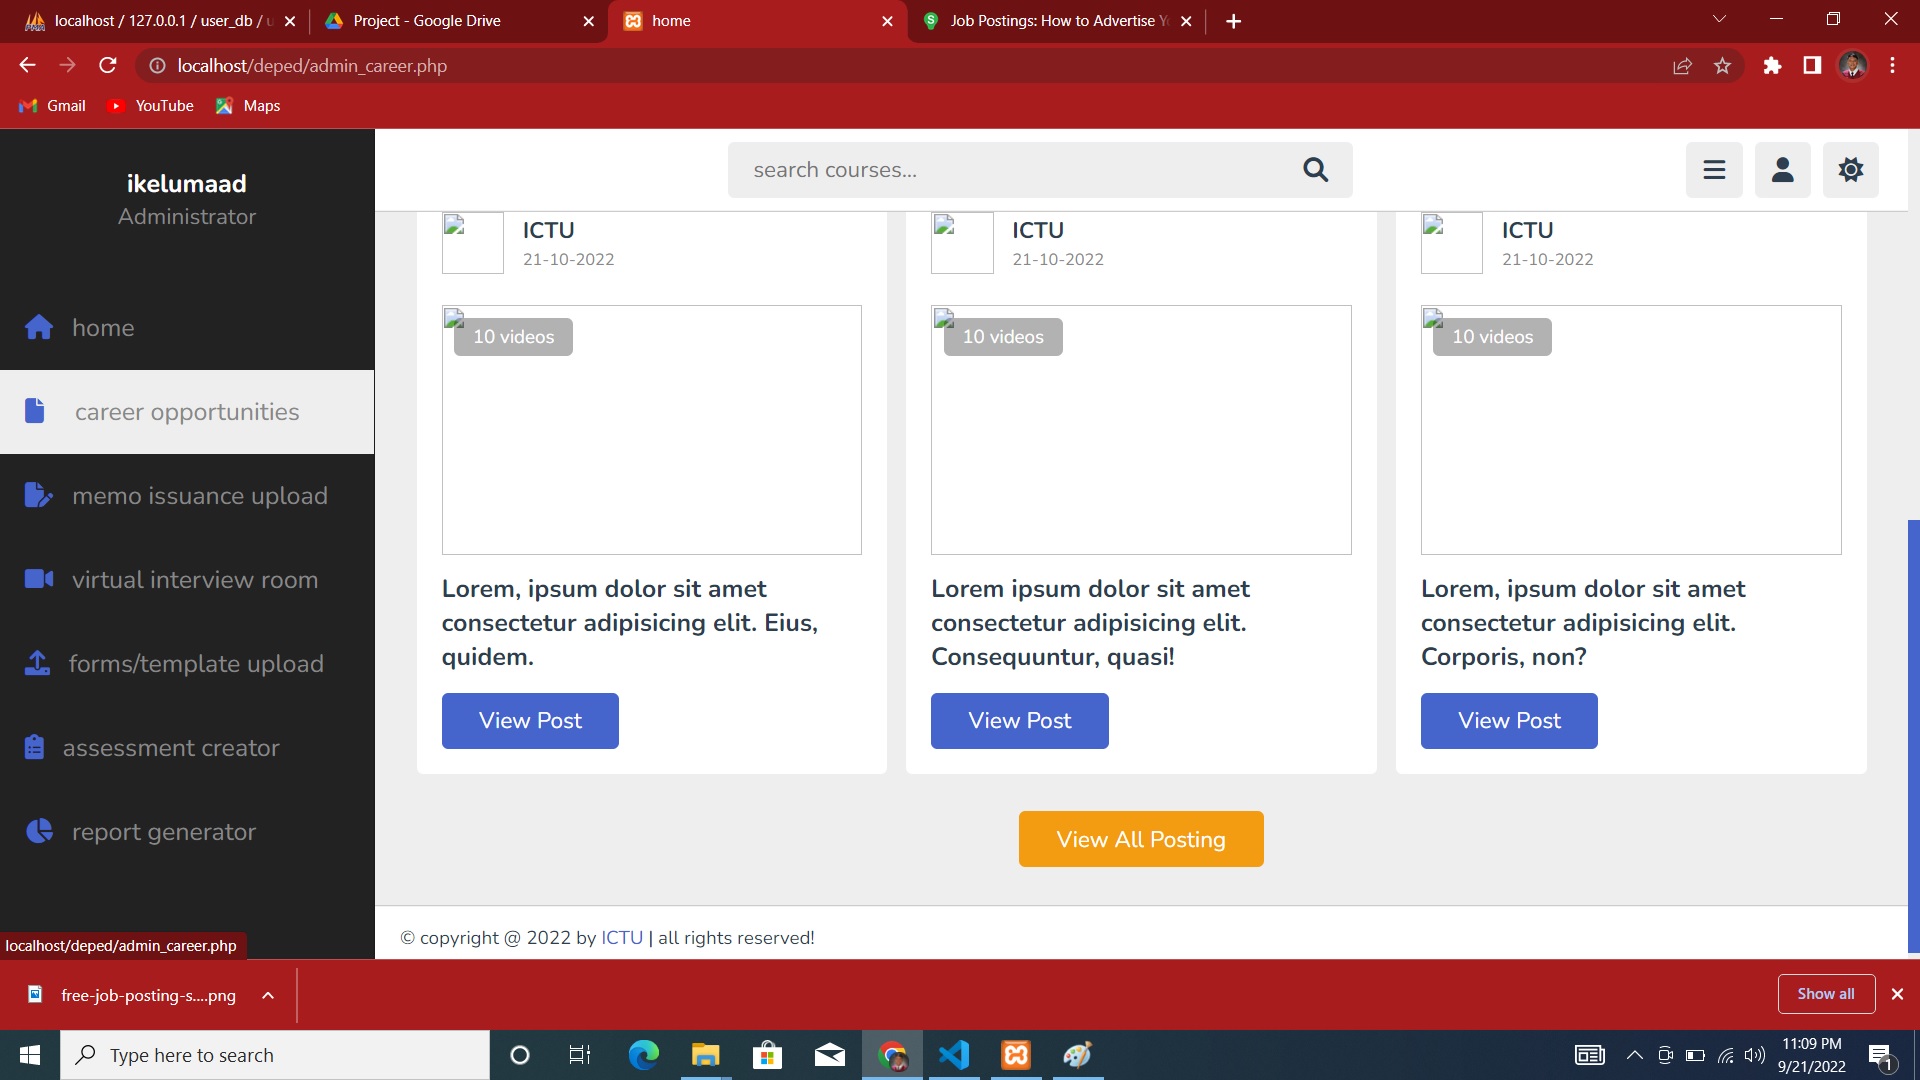 localhost / 127.0.0.1 / user_db / u
Project - Google Drive
home
Job Postings: How to Advertise Y
localhost/deped/admin_career.php
Gmail
YouTube
Maps
ikelumaad
Administrator
search courses...
home
career opportunities
memo issuance upload
virtual interview room
forms/template upload
assessment creator
report generator
ICTU
21-10-2022
10 videos
Lorem, ipsum dolor sit amet
consectetur adipisicing elit. Eius,
quidem.
View Post
ICTU
21-10-2022
10 videos
Lorem ipsum dolor sit amet
consectetur adipisicing elit.
Consequuntur, quasi!
View Post
ICTU
21-10-2022
10 videos
Lorem, ipsum dolor sit amet
consectetur adipisicing elit.
Corporis, non?
View Post
View All Posting
© copyright @ 2022 by ICTU | all rights reserved!
localhost/deped/admin_career.php
free-job-posting-s....png
Show all
Type here to search
11:09 PM
9/21/2022
1